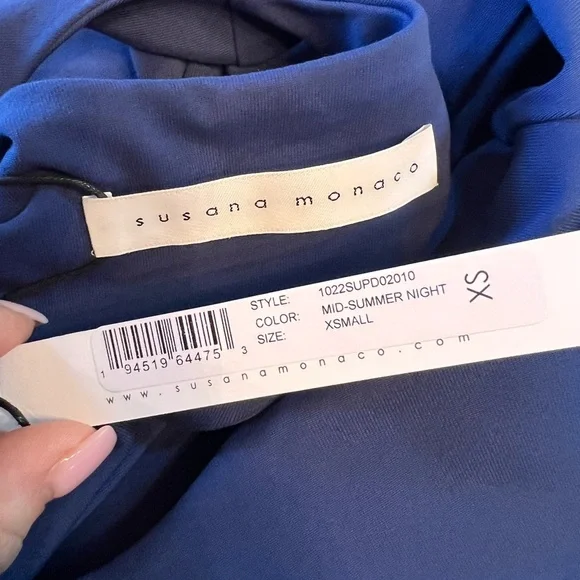 susana monaco
STYLE: 1022SUPD02010
COLOR: MID-SUMMER NIGHT
SIZE: XSMALL
XS
1 94519 64475 3
www.susanamonaco.com